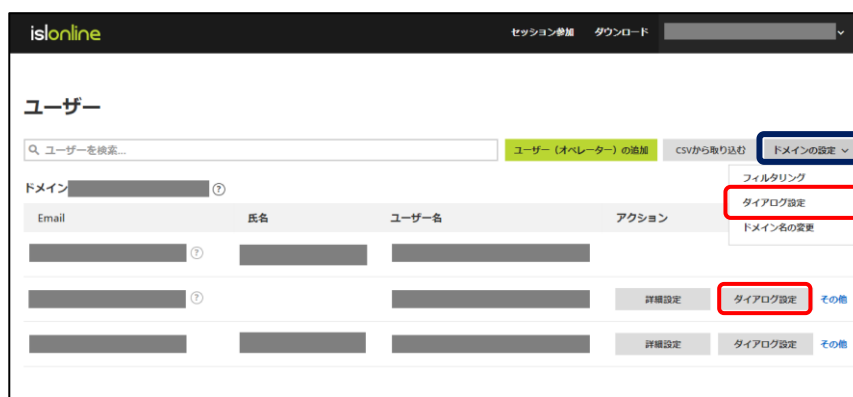 islonline セッション参加 ダウンロード
ユーザー
ユーザーを検索... ユーザー（オペレーター）の追加 CSVから取り込む ドメインの設定
フィルタリング
ドメイン ?
ダイアログ設定
Email 氏名 ユーザー名 アクション
ドメイン名の変更
?
? 詳細設定 ダイアログ設定 その他
詳細設定 ダイアログ設定 その他